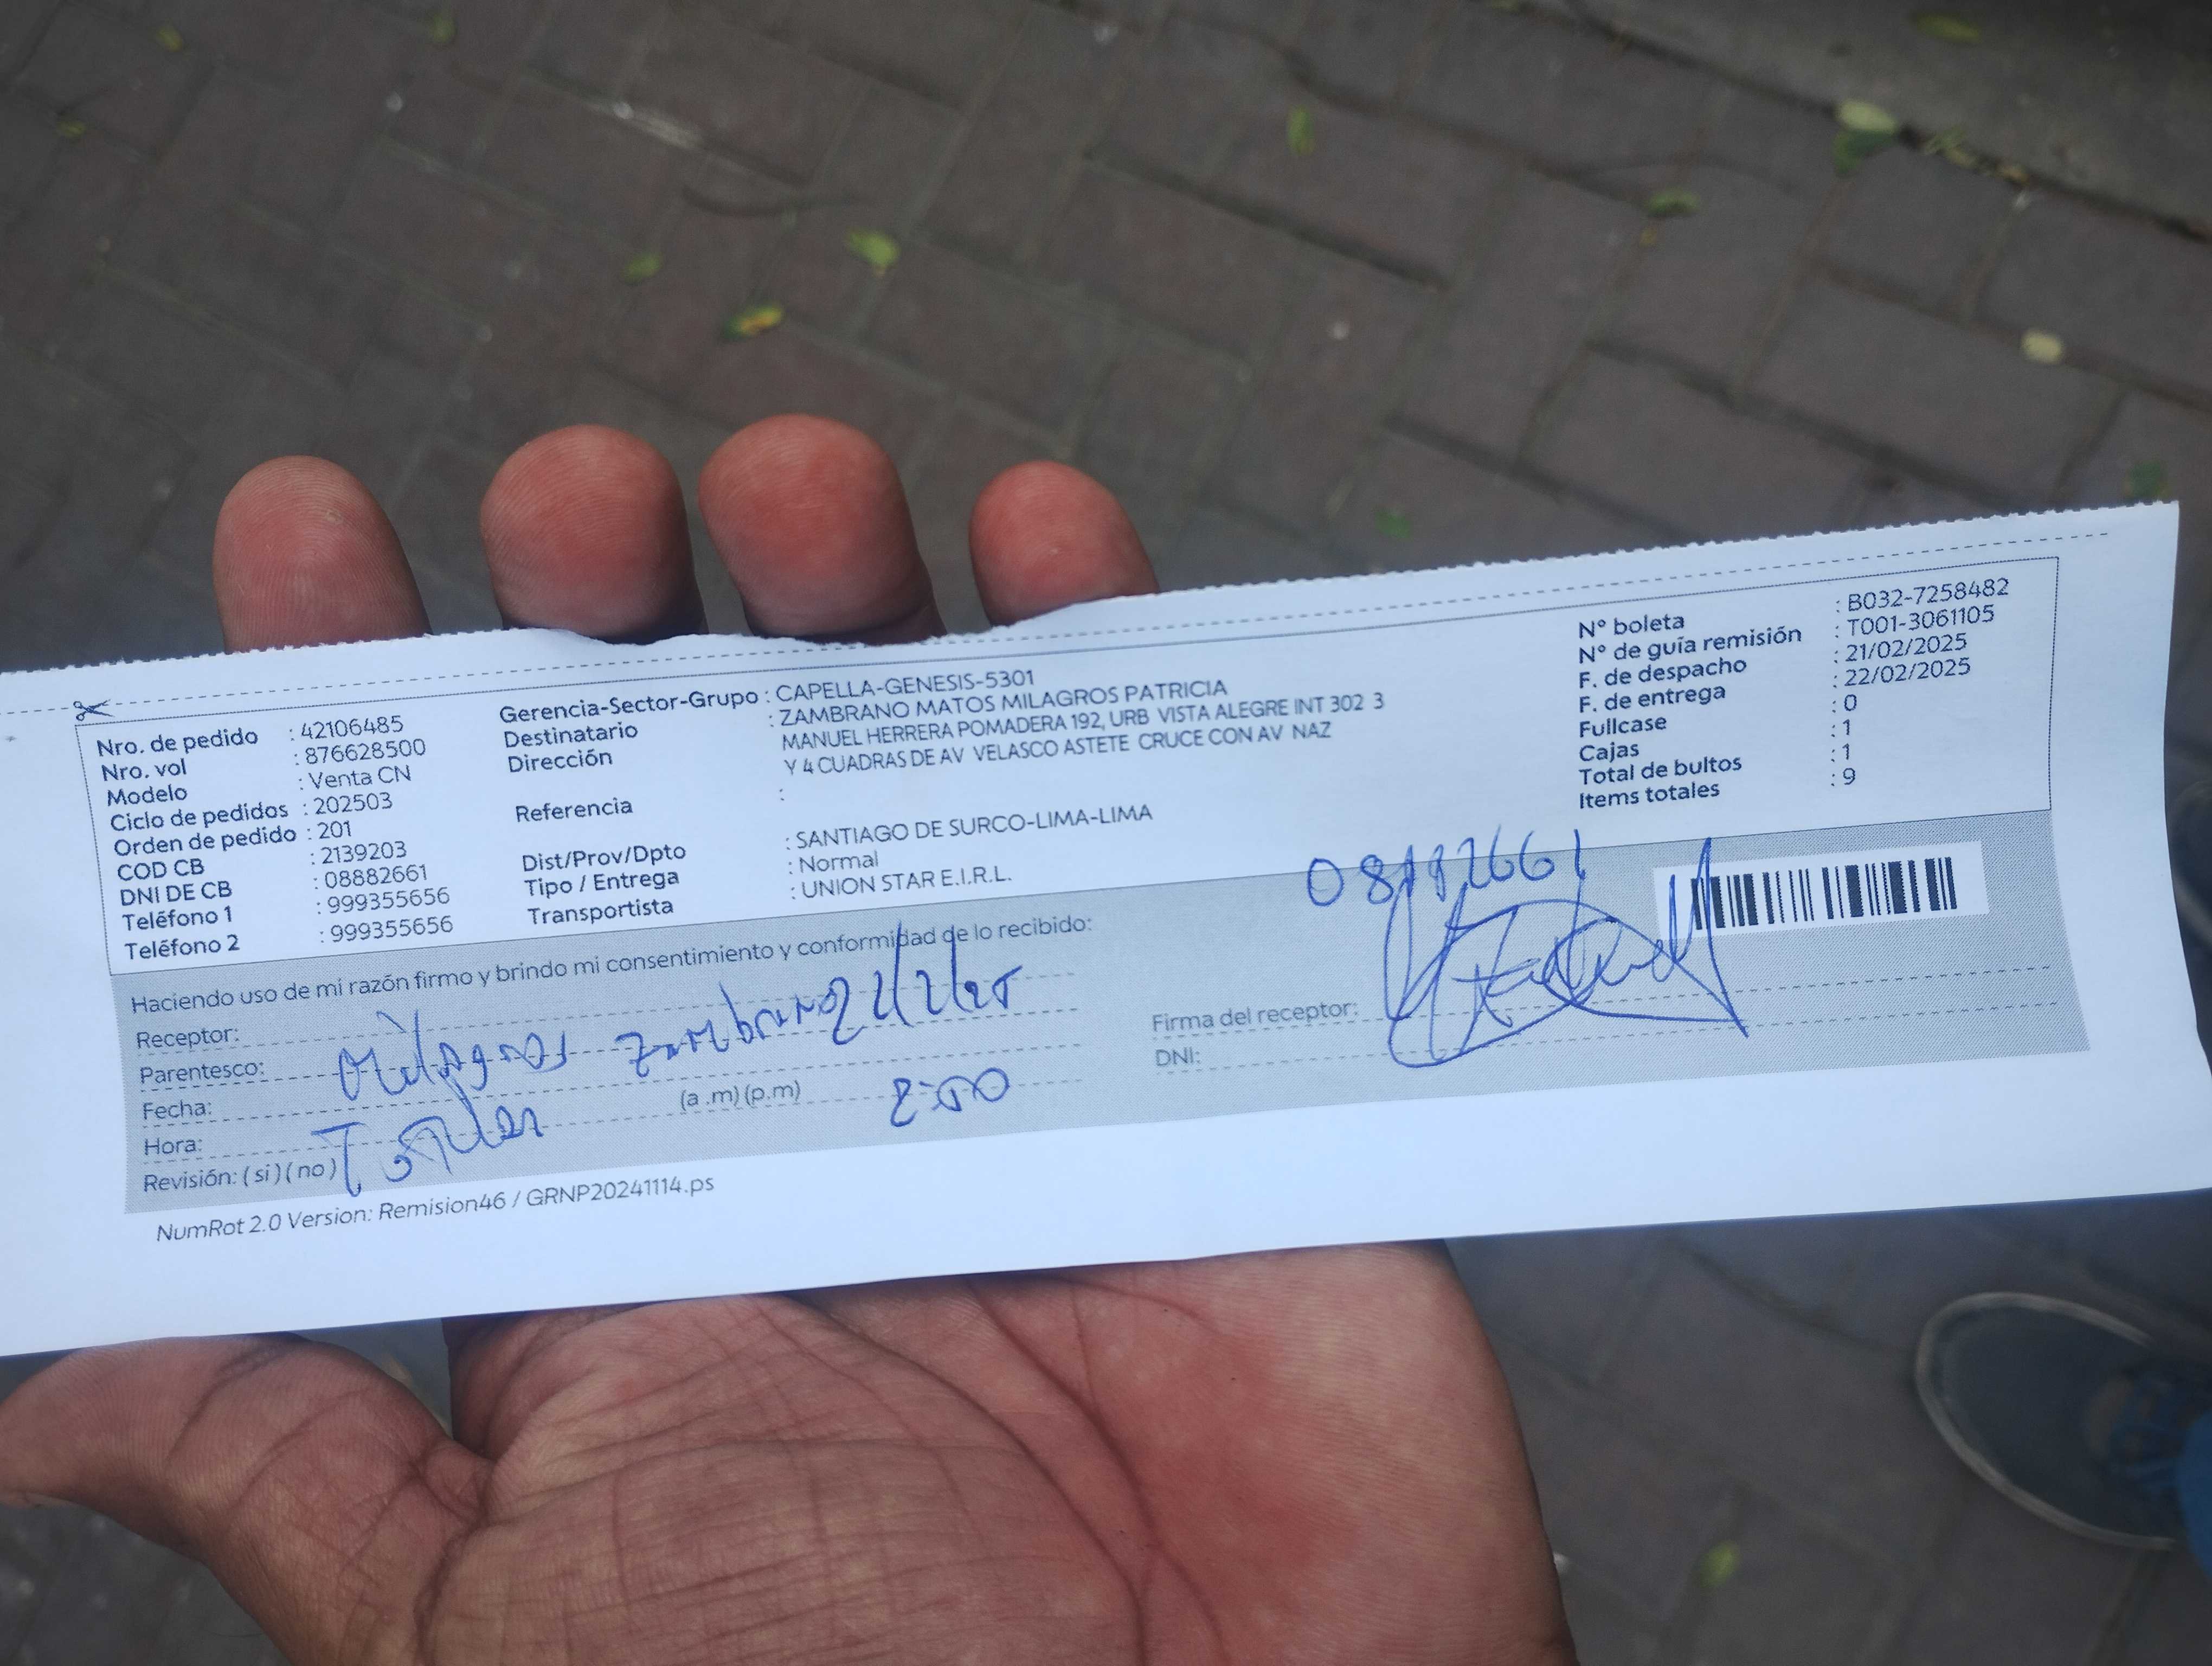 Nro. de pedido : 42106485
Nro. vol : 876628500
Modelo : Venta CN
Ciclo de pedidos : 202503
Orden de pedido : 201
COD CB : 2139203
DNI DE CB : 08882661
Teléfono 1 : 999355656
Teléfono 2 : 999355656
Gerencia-Sector-Grupo : CAPELLA-GENESIS-5301
Destinatario : ZAMBRANO MATOS MILAGROS PATRICIA
Dirección MANUEL HERRERA POMADERA 192, URB VISTA ALEGRE INT 302 3
Y 4 CUADRAS DE AV VELASCO ASTETE CRUCE CON AV NAZ
Referencia :
Dist/Prov/Dpto : SANTIAGO DE SURCO-LIMA-LIMA
Tipo / Entrega : Normal
Transportista : UNION STAR E.I.R.L.
N° boleta : B032-7258482
N° de guía remisión : T001-3061105
F. de despacho : 21/02/2025
F. de entrega : 22/02/2025
Fullcase : 0
Cajas : 1
Total de bultos : 1
Items totales : 9
Haciendo uso de mi razón firmo y brindo mi consentimiento y conformidad de lo recibido:
Receptor:
Parentesco: Milagros Zambrano
Fecha:
Hora: (a .m) (p.m)
Revisión: ( si ) ( no ) Titular
08882661
Firma del receptor:
DNI:
NumRot 2.0 Version: Remision46 / GRNP20241114.ps